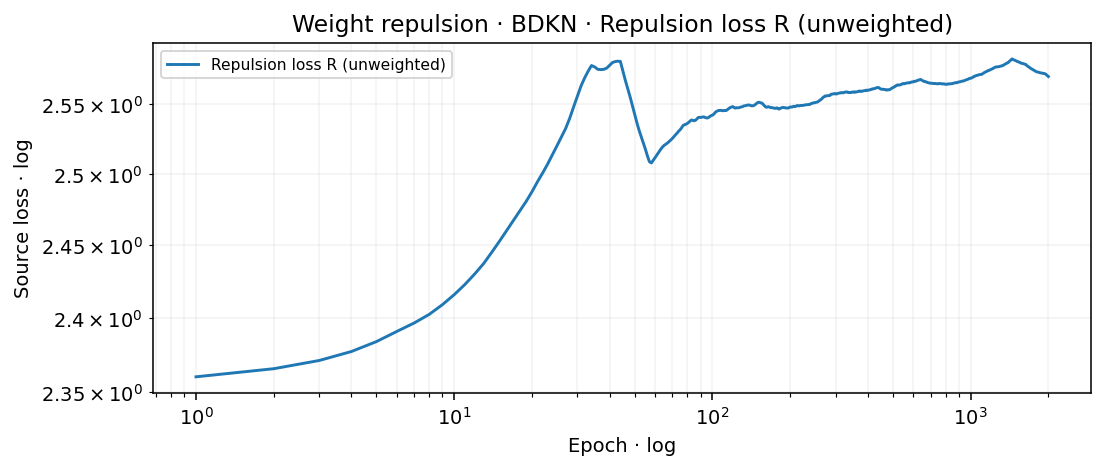 Weight repulsion · BDKN · Repulsion loss R (unweighted)
Repulsion loss R (unweighted)
Source loss · log
2.55 × 10⁰
2.5 × 10⁰
2.45 × 10⁰
2.4 × 10⁰
2.35 × 10⁰
10⁰ 10¹ 10² 10³
Epoch · log